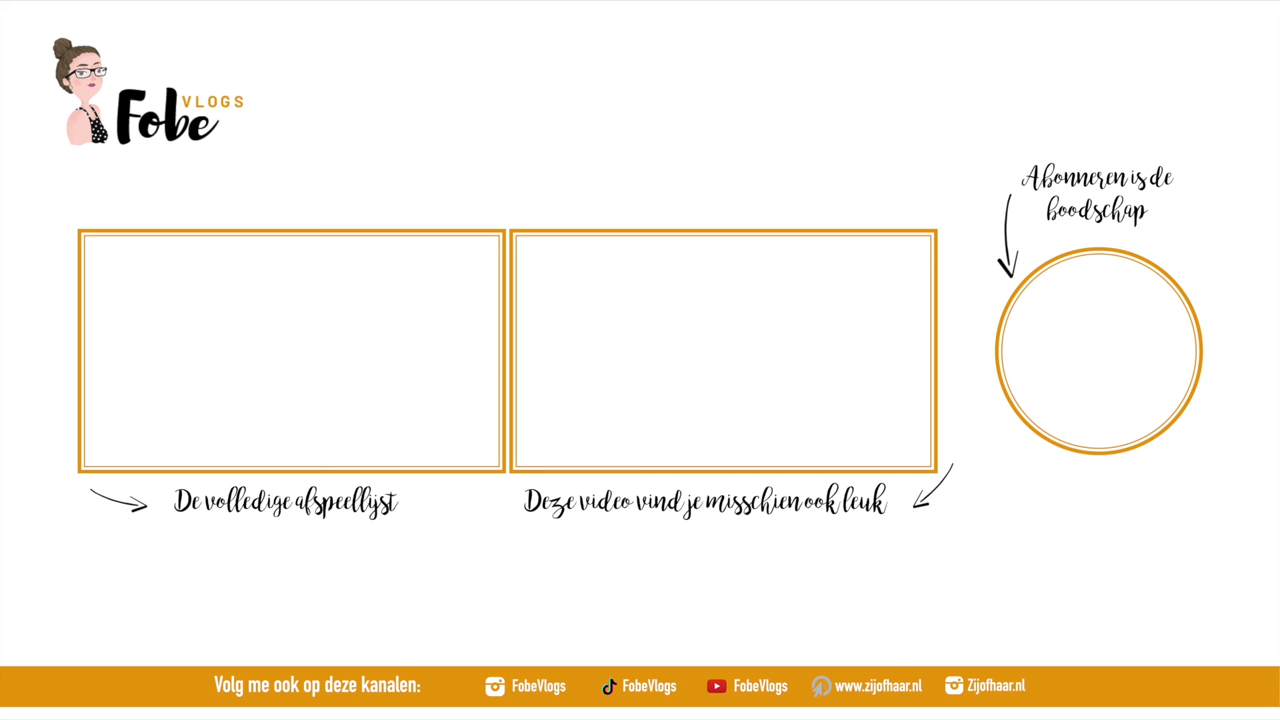 VLOGS
Fobe
Abonneren is de
boodschap
De volledige afspeellijst
Deze video vind je misschien ook leuk
Volg me ook op deze kanalen: FobeVlogs FobeVlogs FobeVlogs www.zijofhaar.nl Zijofhaar.nl